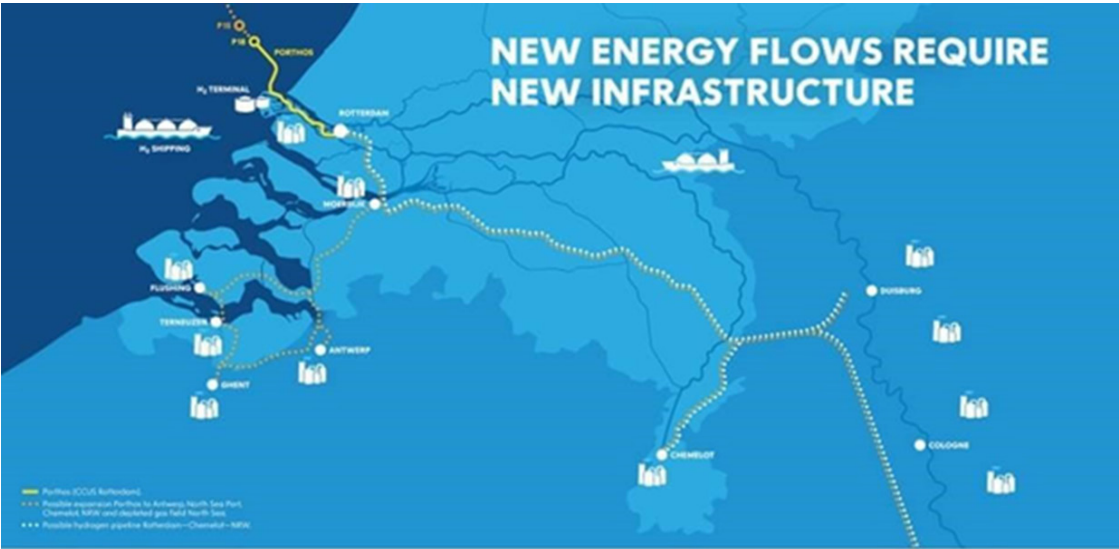 NEW ENERGY FLOWS REQUIRE
NEW INFRASTRUCTURE
P15
P18
PORTHOS
H₂ TERMINAL
ROTTERDAM
H₂ SHIPPING
MOERDIJK
FLUSHING
DUISBURG
TERNEUZEN
ANTWERP
GHENT
COLOGNE
CHEMELOT
Porthos (CCUS Rotterdam).
Possible expansion Porthos to Antwerp, North Sea Port,
Chemelot, NRW and depleted gas field North Sea.
Possible hydrogen pipeline Rotterdam—Chemelot—NRW.